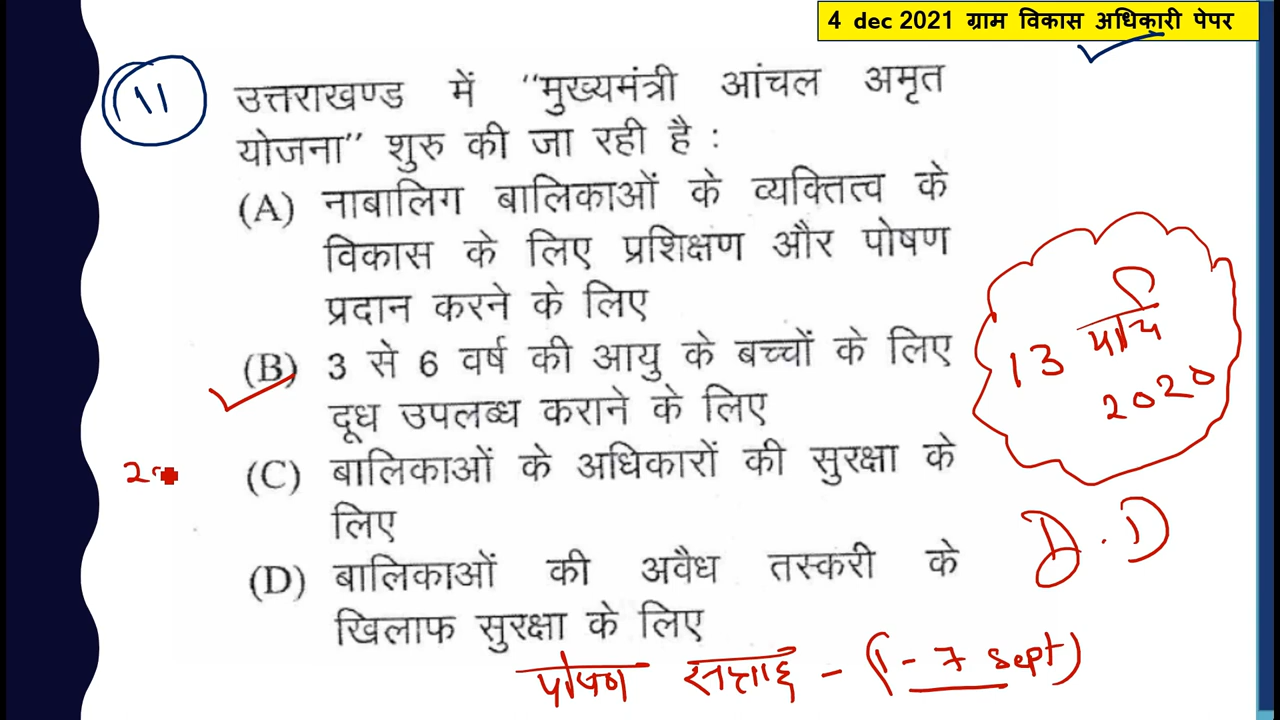 4 dec 2021 ग्राम विकास अधिकारी पेपर
11
उत्तराखण्ड में "मुख्यमंत्री आंचल अमृत
योजना" शुरु की जा रही है :
(A) नाबालिग बालिकाओं के व्यक्तित्व के
विकास के लिए प्रशिक्षण और पोषण
प्रदान करने के लिए
(B) 3 से 6 वर्ष की आयु के बच्चों के लिए
दूध उपलब्ध कराने के लिए
(C) बालिकाओं के अधिकारों की सुरक्षा के
लिए
(D) बालिकाओं की अवैध तस्करी के
खिलाफ सुरक्षा के लिए
13
2020
D.D
पोषण सप्ताह - (1-7 sept)